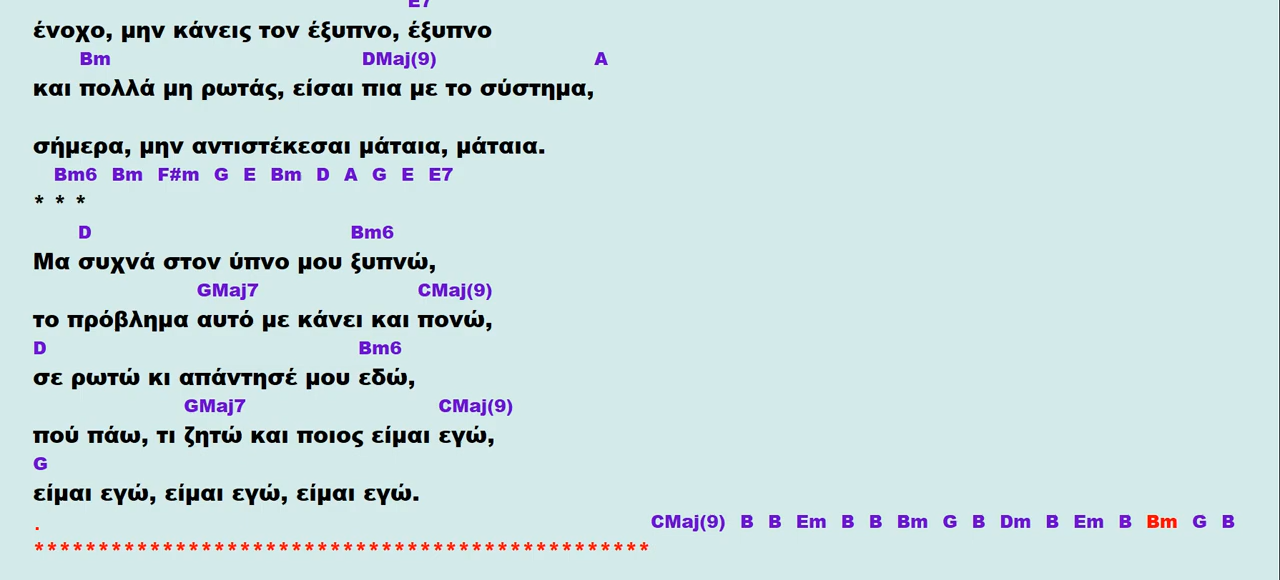 E7
ένοχο, μην κάνεις τον έξυπνο, έξυπνο
Bm DMaj(9) A
και πολλά μη ρωτάς, είσαι πια με το σύστημα,
σήμερα, μην αντιστέκεσαι μάταια, μάταια.
Bm6 Bm F#m G E Bm D A G E E7
* * *
D Bm6
Μα συχνά στον ύπνο μου ξυπνώ,
GMaj7 CMaj(9)
το πρόβλημα αυτό με κάνει και πονώ,
D Bm6
σε ρωτώ κι απάντησέ μου εδώ,
GMaj7 CMaj(9)
πού πάω, τι ζητώ και ποιος είμαι εγώ,
G
είμαι εγώ, είμαι εγώ, είμαι εγώ.
. CMaj(9) B B Em B B Bm G B Dm B Em B Bm G B
************************************************